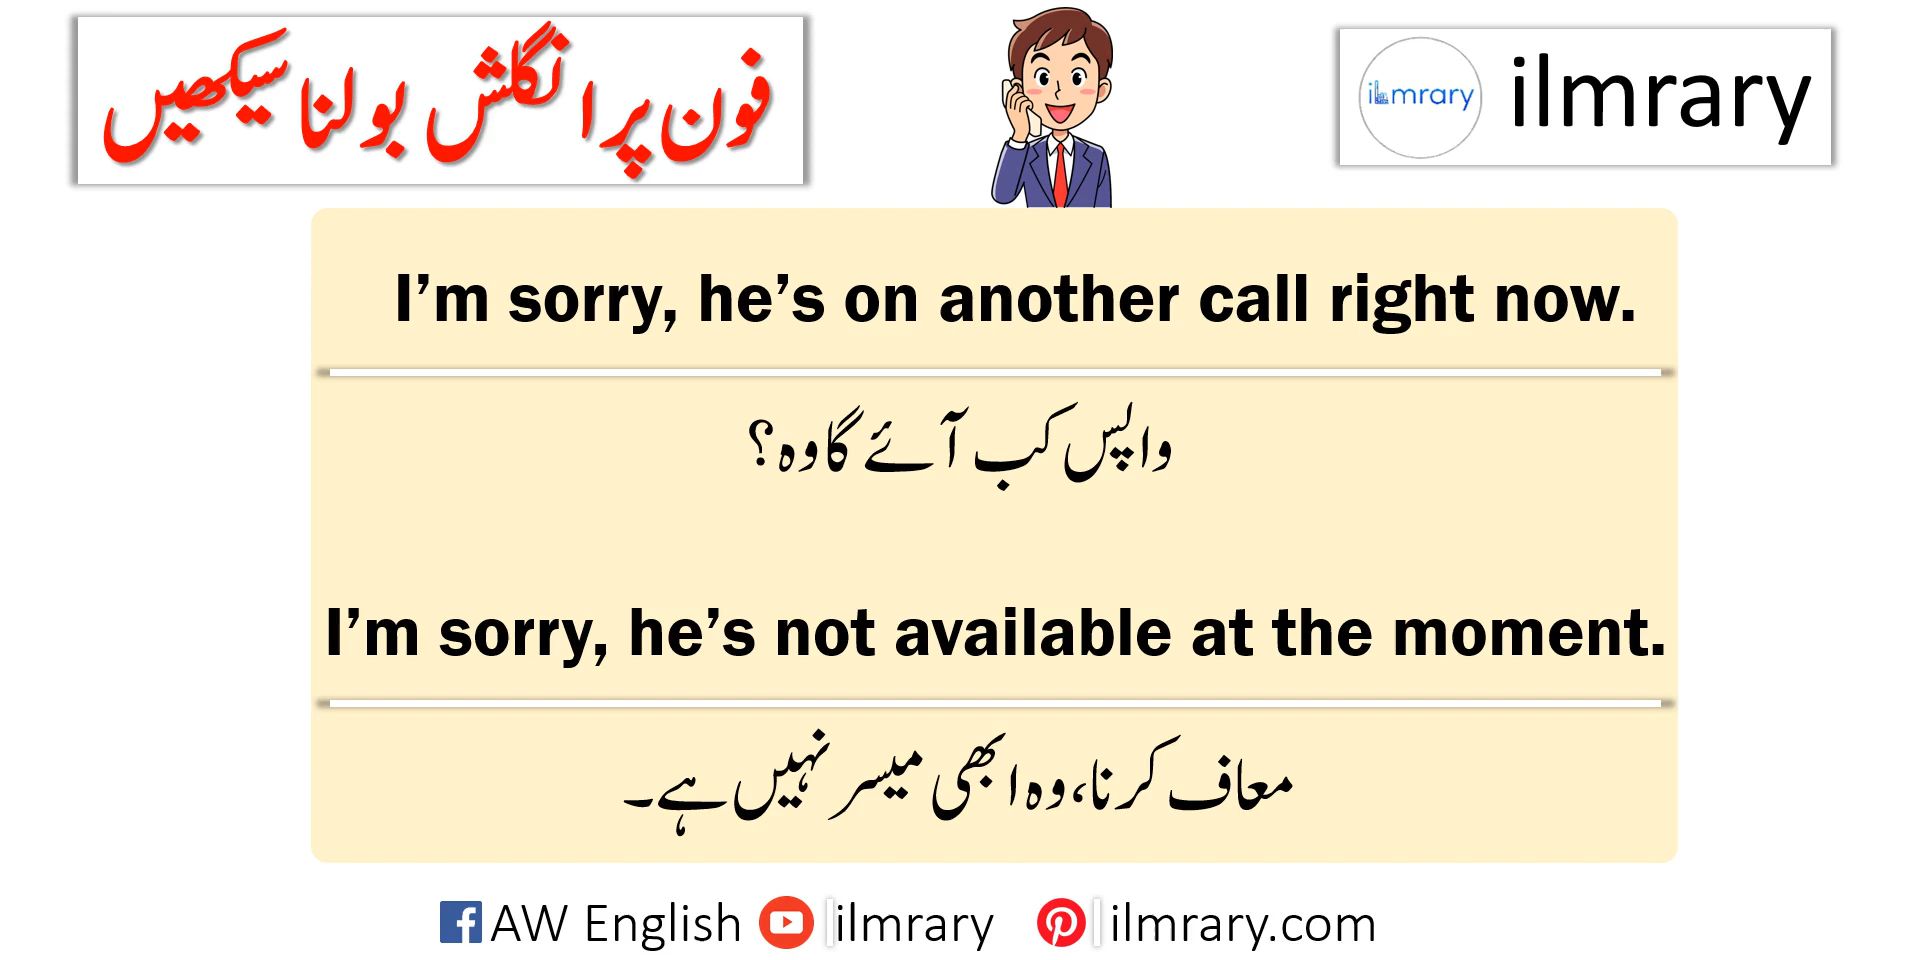 فون پر انگلش بولنا سیکھیں
ilmrary
ilmrary
I’m sorry, he’s on another call right now.
واپس کب آئے گا وہ؟
I’m sorry, he’s not available at the moment.
معاف کرنا، وہ ابھی میسر نہیں ہے۔
AW English ilmrary ilmrary.com